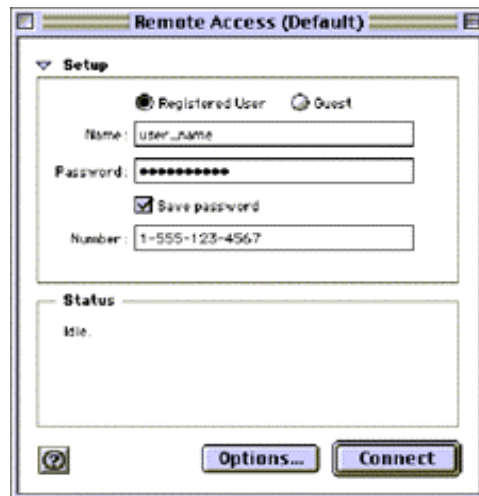 Remote Access (Default)
Setup
Registered User Guest
Name: user_name
Password: ••••••••••
Save password
Number: 1-555-123-4567
Status
Idle.
? Options... Connect